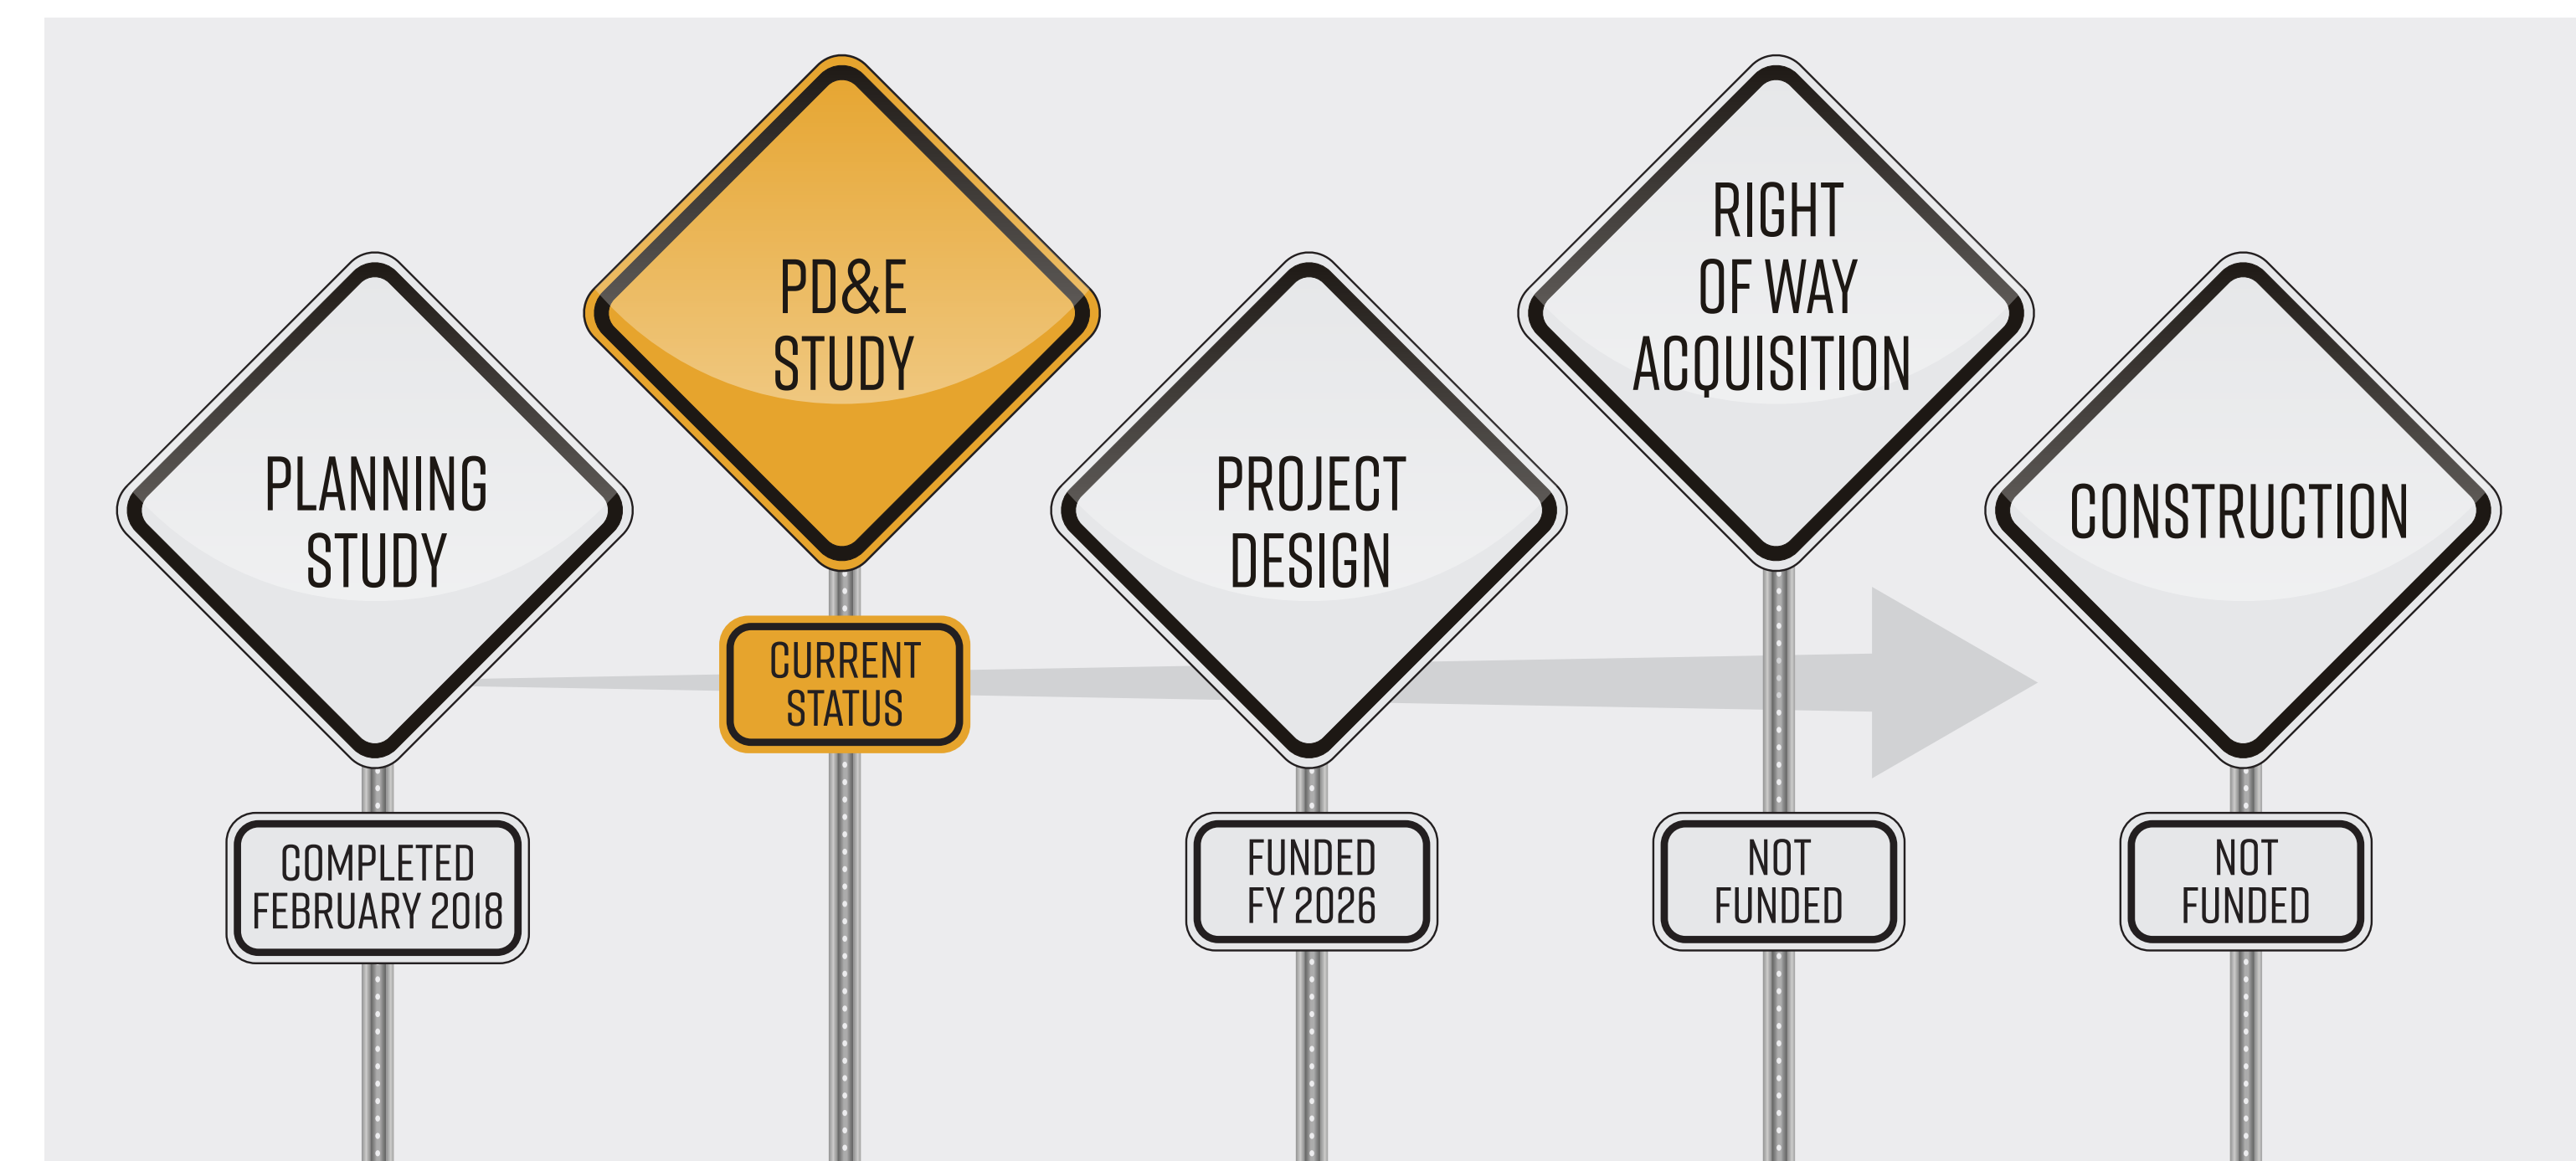 PLANNING
STUDY
COMPLETED
FEBRUARY 2018
PD&E
STUDY
CURRENT
STATUS
PROJECT
DESIGN
FUNDED
FY 2026
RIGHT
OF WAY
ACQUISITION
NOT
FUNDED
CONSTRUCTION
NOT
FUNDED